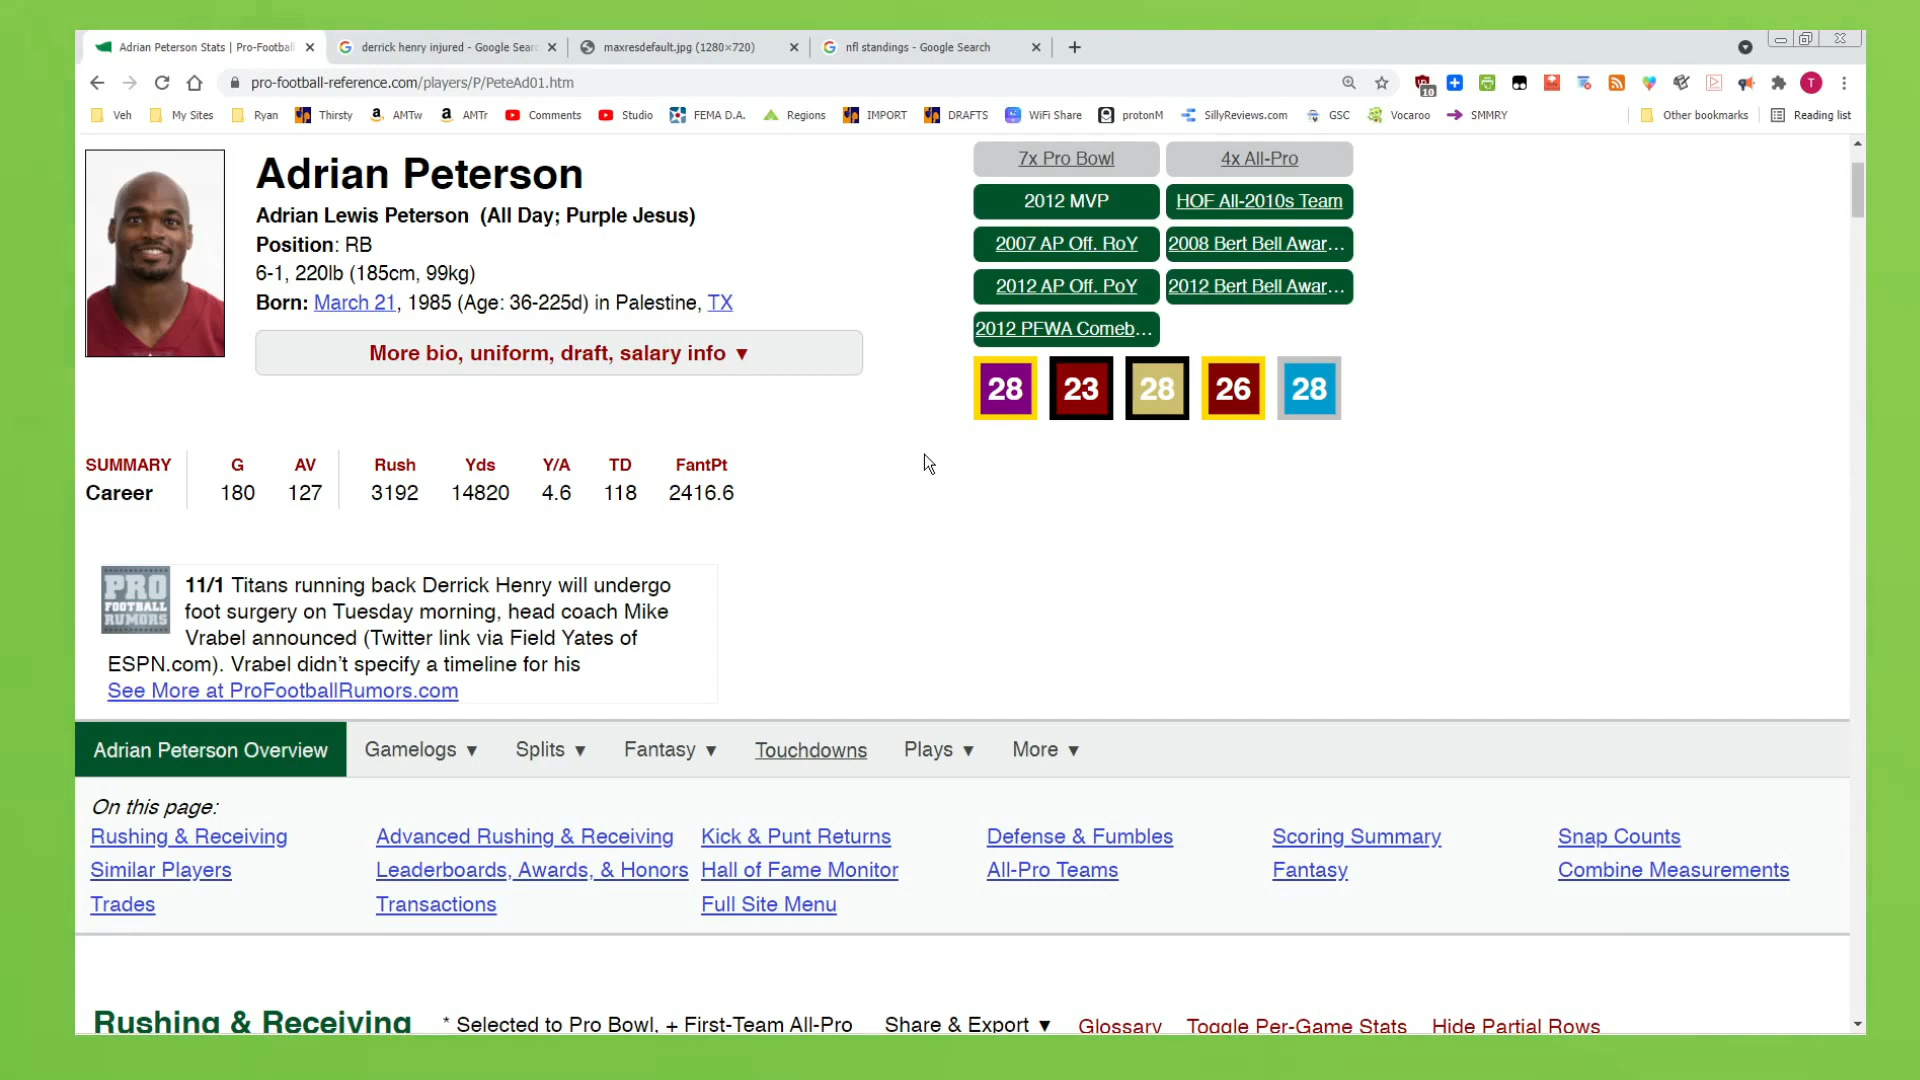 Adrian Peterson Stats | Pro-Footbal
derrick henry injured - Google Sear
maxresdefault.jpg (1280×720)
nfl standings - Google Search
pro-football-reference.com/players/P/PeteAd01.htm
10
T
Veh
My Sites
Ryan
Thirsty
AMTw
AMTr
Comments
Studio
FEMA D.A.
Regions
IMPORT
DRAFTS
WiFi Share
protonM
SillyReviews.com
GSC
Vocaroo
SMMRY
Other bookmarks
Reading list
Adrian Peterson
Adrian Lewis Peterson (All Day; Purple Jesus)
Position: RB
6-1, 220lb (185cm, 99kg)
Born: March 21, 1985 (Age: 36-225d) in Palestine, TX
More bio, uniform, draft, salary info ▼
7x Pro Bowl 4x All-Pro
2012 MVP HOF All-2010s Team
2007 AP Off. RoY 2008 Bert Bell Awar...
2012 AP Off. PoY 2012 Bert Bell Awar...
2012 PFWA Comeb...
28 23 28 26 28
SUMMARY G AV Rush Yds Y/A TD FantPt
Career 180 127 3192 14820 4.6 118 2416.6
PRO
FOOTBALL
RUMORS
11/1 Titans running back Derrick Henry will undergo
foot surgery on Tuesday morning, head coach Mike
Vrabel announced (Twitter link via Field Yates of
ESPN.com). Vrabel didn't specify a timeline for his
See More at ProFootballRumors.com
Adrian Peterson Overview Gamelogs ▼ Splits ▼ Fantasy ▼ Touchdowns Plays ▼ More ▼
On this page:
Rushing & Receiving Advanced Rushing & Receiving Kick & Punt Returns Defense & Fumbles Scoring Summary Snap Counts
Similar Players Leaderboards, Awards, & Honors Hall of Fame Monitor All-Pro Teams Fantasy Combine Measurements
Trades Transactions Full Site Menu
Rushing & Receiving * Selected to Pro Bowl, + First-Team All-Pro Share & Export ▼ Glossary Toggle Per-Game Stats Hide Partial Rows